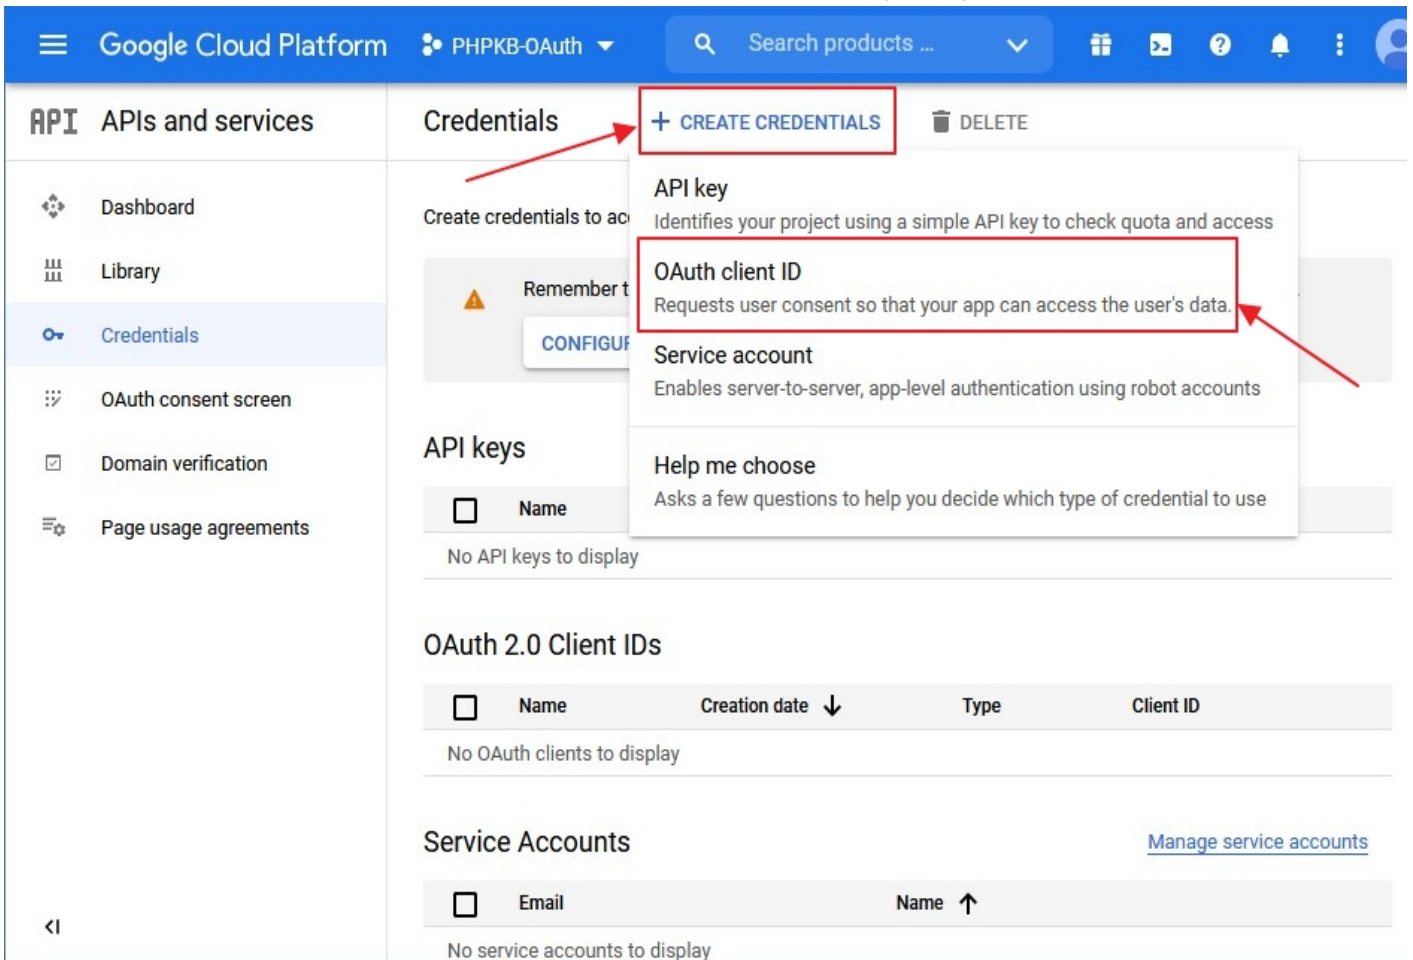 Google Cloud Platform
PHPKB-OAuth
Search products ...
API APIs and services
Credentials
+ CREATE CREDENTIALS
DELETE
Dashboard
Library
Credentials
OAuth consent screen
Domain verification
Page usage agreements
Create credentials to
Remember
API key
Identifies your project using a simple API key to check quota and access
OAuth client ID
Requests user consent so that your app can access the user's data.
Service account
Enables server-to-server, app-level authentication using robot accounts
Help me choose
Asks a few questions to help you decide which type of credential to use
API keys
Name
No API keys to display
OAuth 2.0 Client IDs
Name Creation date Type Client ID
No OAuth clients to display
Service Accounts
Manage service accounts
Email Name
No service accounts to display